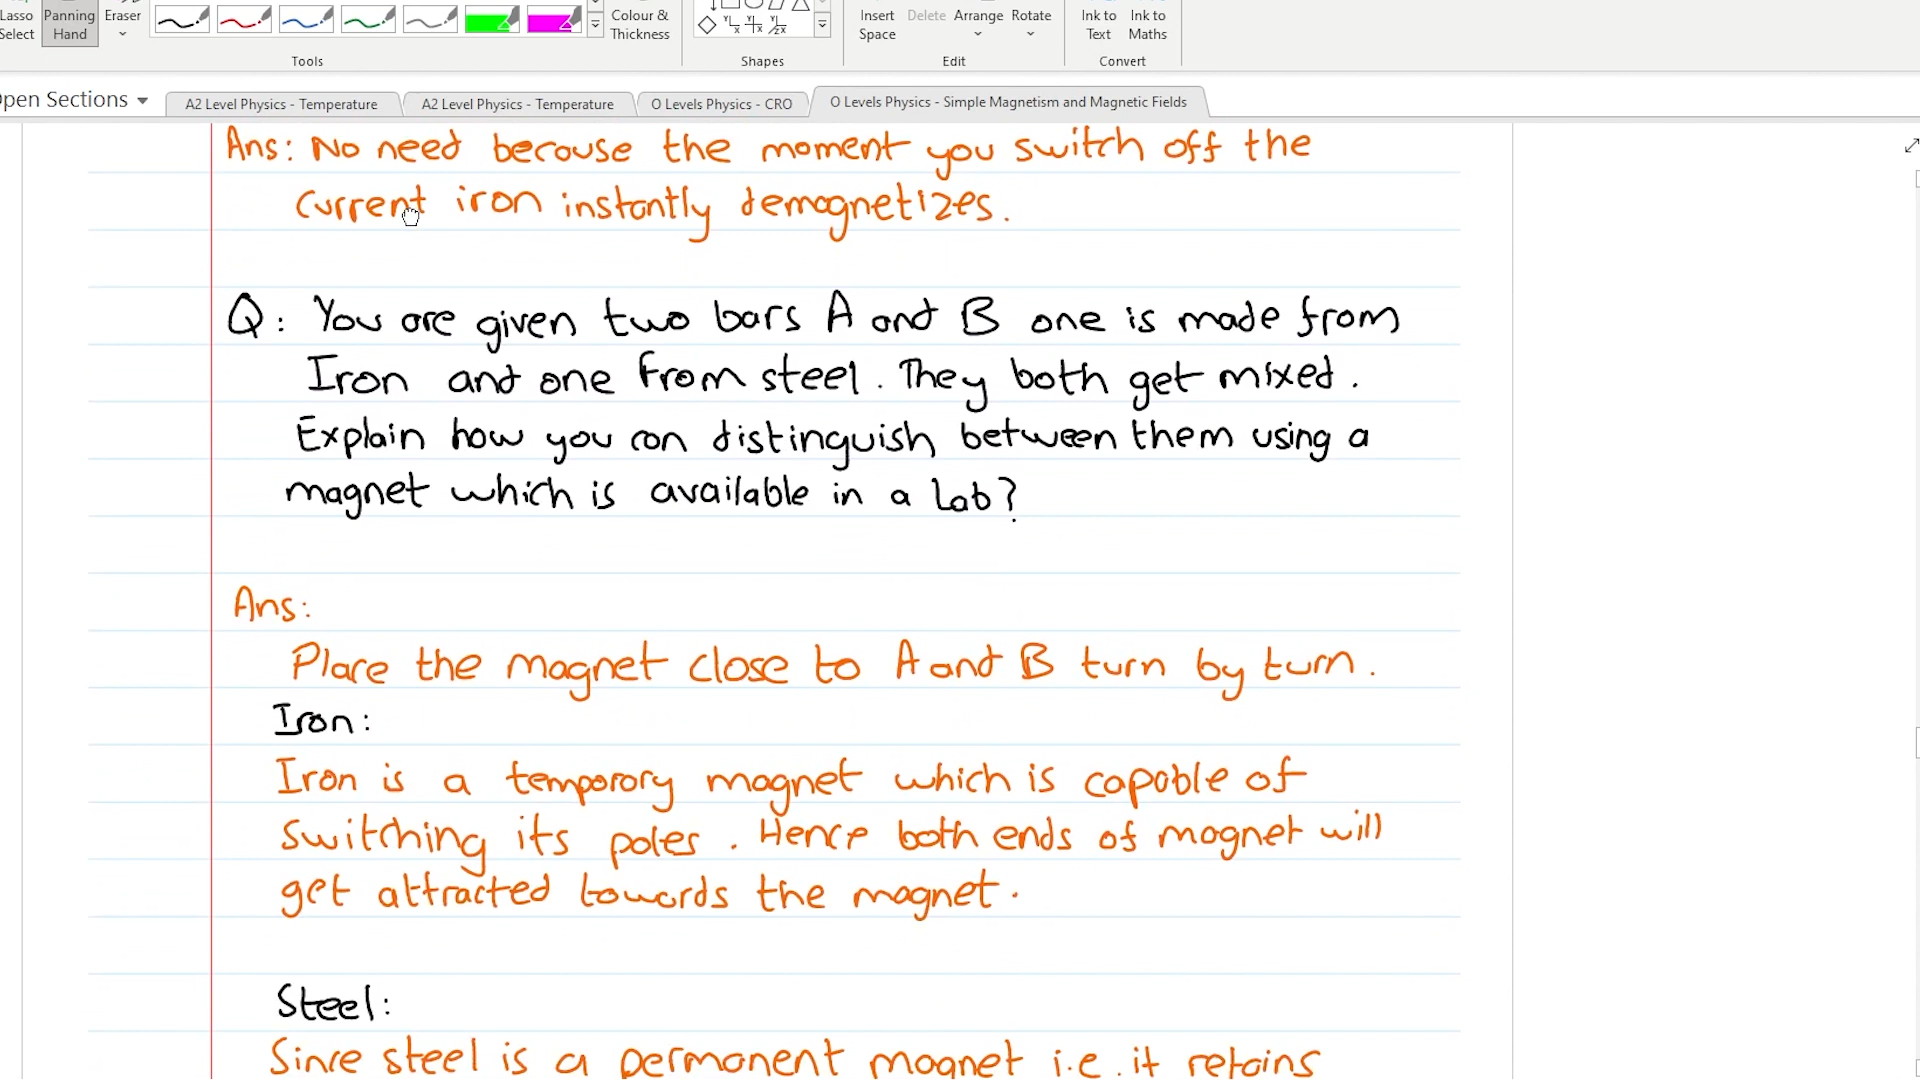 Lasso Select
Panning Hand
Eraser
Colour & Thickness
Insert Space
Delete
Arrange
Rotate
Ink to Text
Ink to Maths
Tools
Shapes
Edit
Convert
Open Sections
A2 Level Physics - Temperature
A2 Level Physics - Temperature
O Levels Physics - CRO
O Levels Physics - Simple Magnetism and Magnetic Fields
Ans: No need becouse the moment you switch off the
current iron instantly demagnetizes.
Q: You are given two bars A and B one is made from
Iron and one from steel. They both get mixed.
Explain how you can distinguish between them using a
magnet which is available in a lab?
Ans:
Place the magnet close to A and B turn by turn.
Iron:
Iron is a temporory magnet which is capable of
switching its poles. Hence both ends of magnet will
get attracted towards the magnet.
Steel:
Since steel is a permanent magnet i.e. it retains